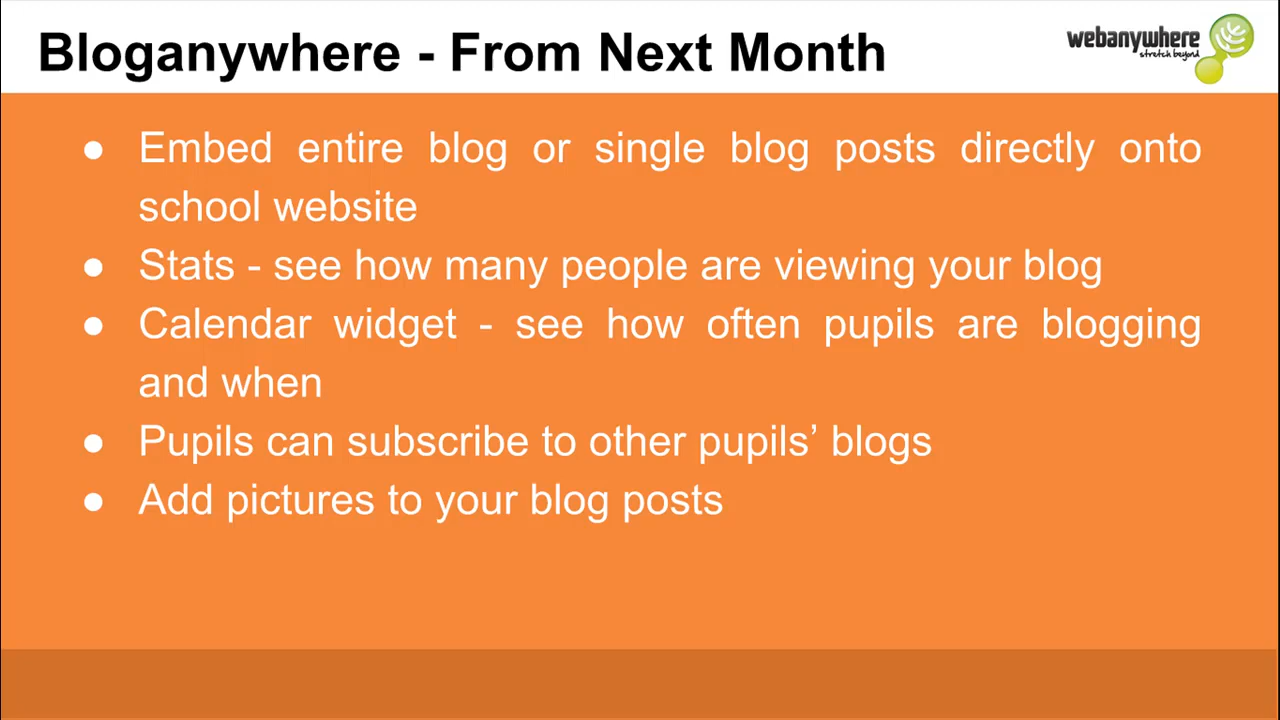 Bloganywhere - From Next Month
webanywhere
stretch beyond
● Embed entire blog or single blog posts directly onto
school website
● Stats - see how many people are viewing your blog
● Calendar widget - see how often pupils are blogging
and when
● Pupils can subscribe to other pupils’ blogs
● Add pictures to your blog posts